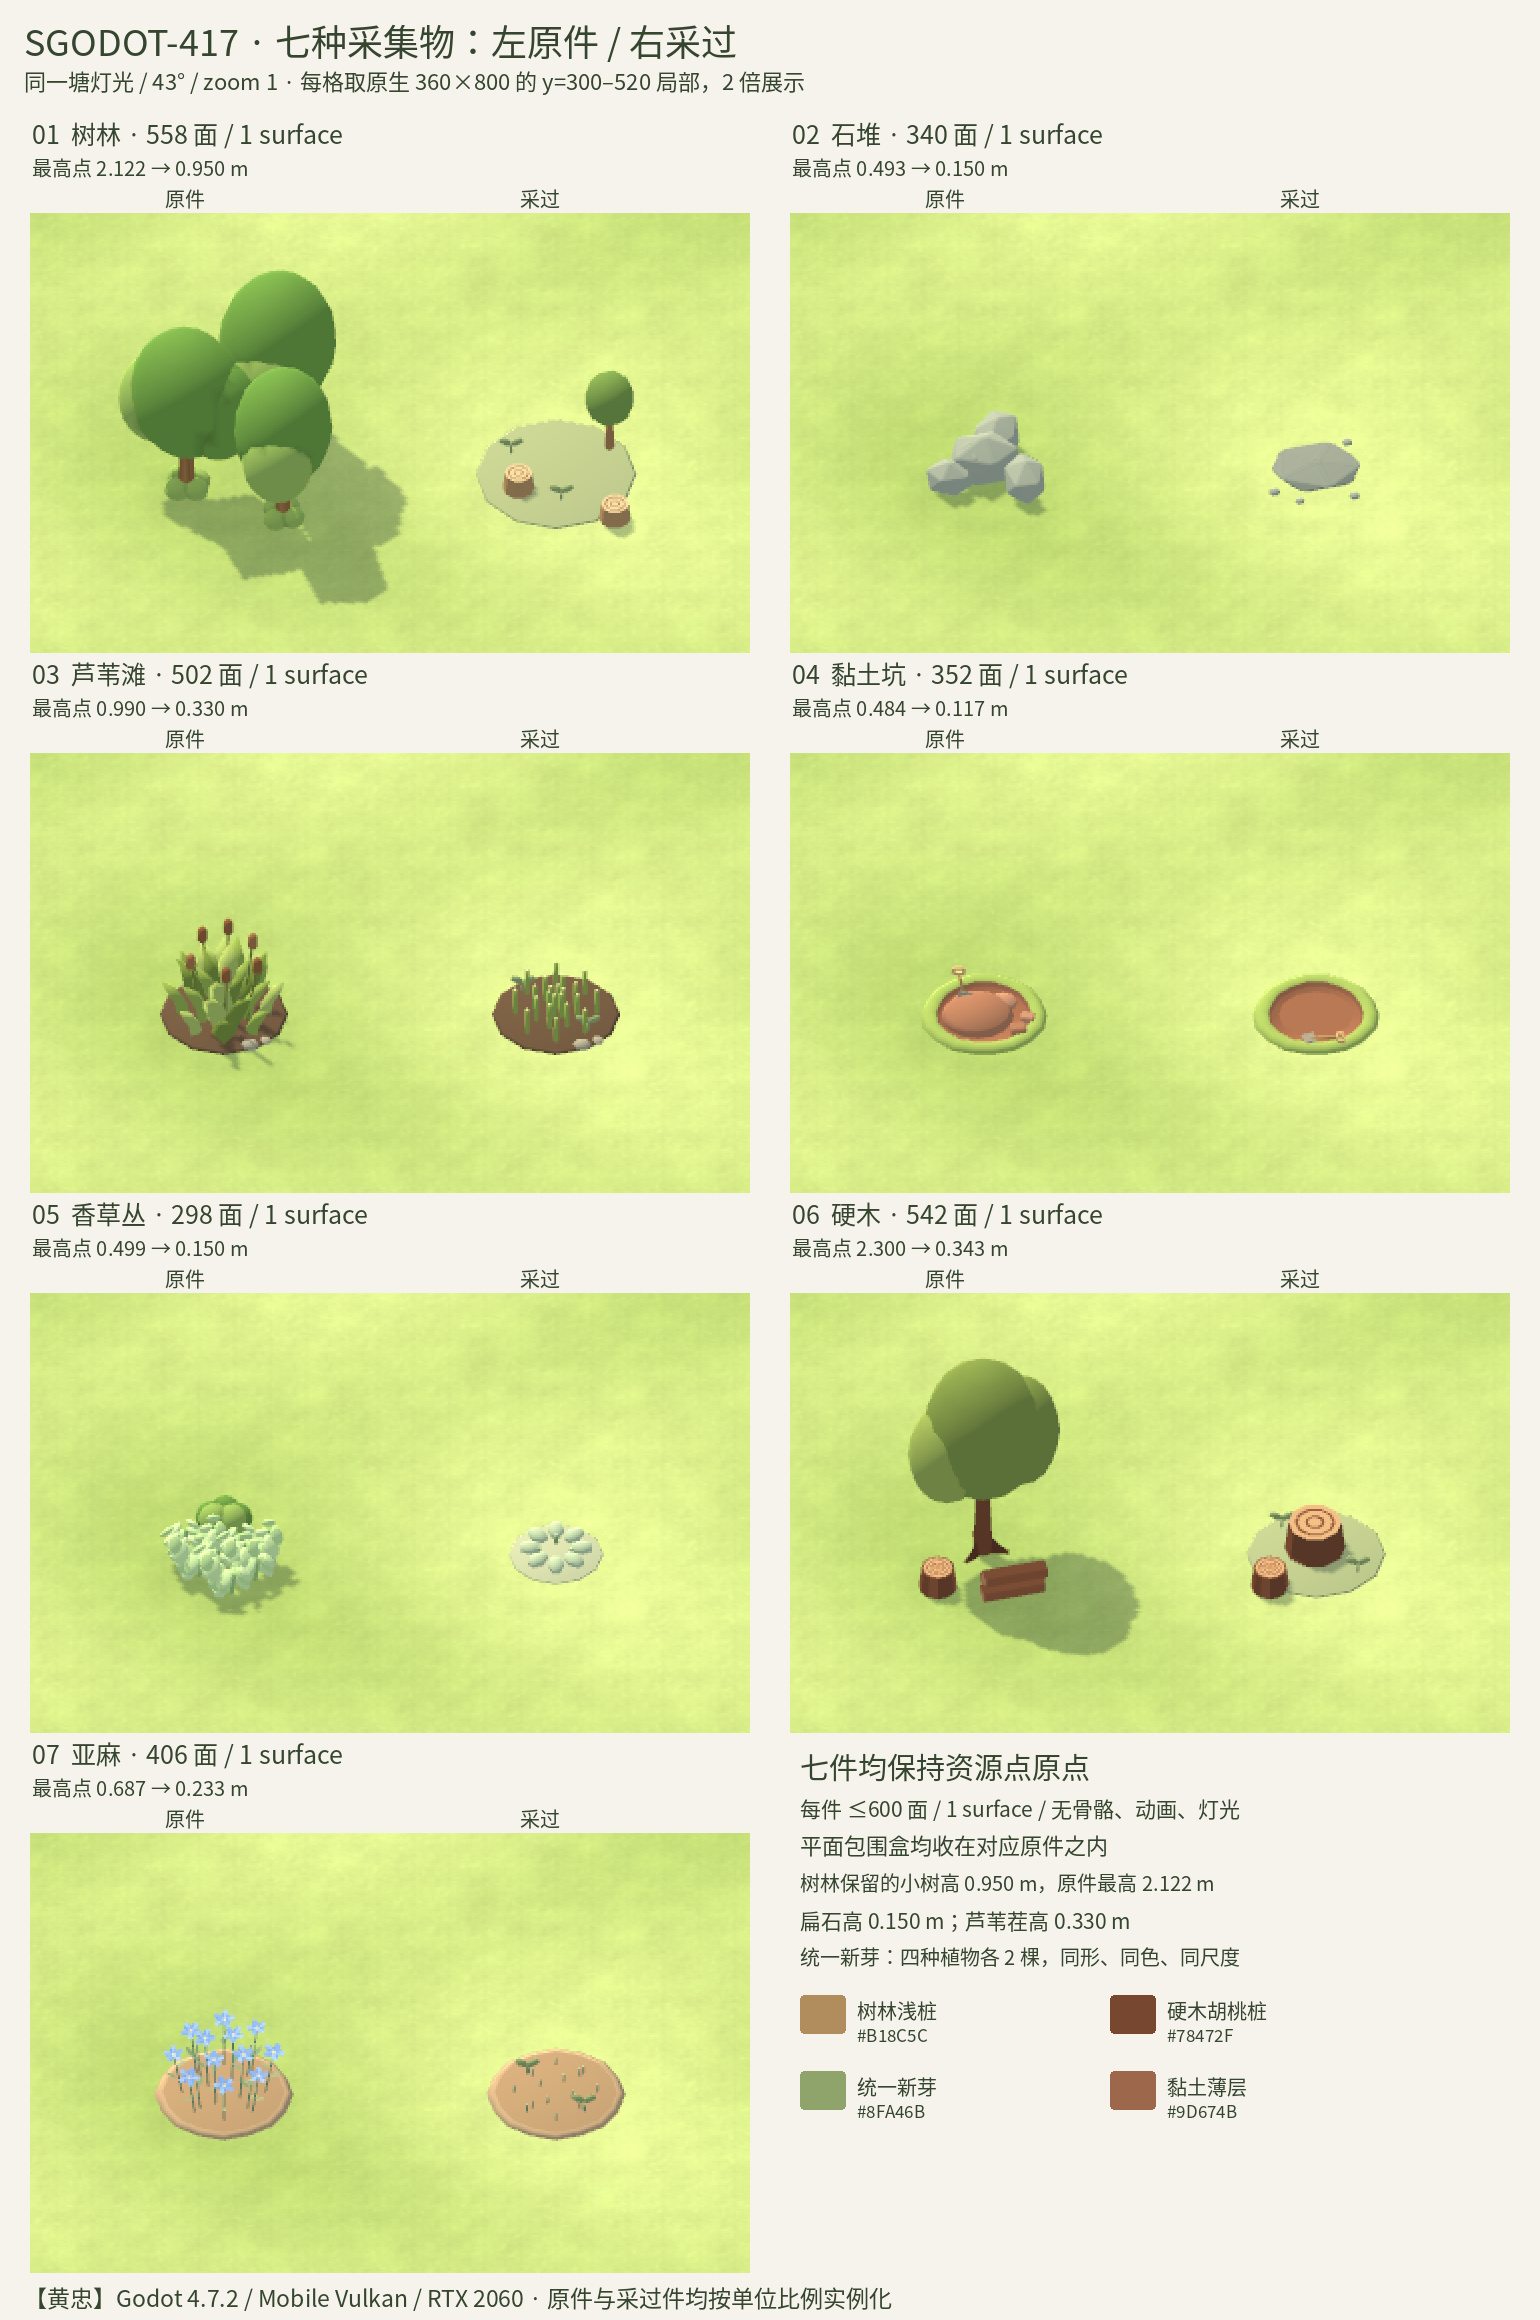 SGODOT-417 · 七种采集物：左原件 / 右采过
同一塘灯光 / 43° / zoom 1 · 每格取原生 360×800 的 y=300–520 局部，2 倍展示
01 树林 · 558 面 / 1 surface
最高点 2.122 → 0.950 m
原件 采过
02 石堆 · 340 面 / 1 surface
最高点 0.493 → 0.150 m
原件 采过
03 芦苇滩 · 502 面 / 1 surface
最高点 0.990 → 0.330 m
原件 采过
04 黏土坑 · 352 面 / 1 surface
最高点 0.484 → 0.117 m
原件 采过
05 香草丛 · 298 面 / 1 surface
最高点 0.499 → 0.150 m
原件 采过
06 硬木 · 542 面 / 1 surface
最高点 2.300 → 0.343 m
原件 采过
07 亚麻 · 406 面 / 1 surface
最高点 0.687 → 0.233 m
原件 采过
七件均保持资源点原点
每件 ≤600 面 / 1 surface / 无骨骼、动画、灯光
平面包围盒均收在对应原件之内
树林保留的小树高 0.950 m，原件最高 2.122 m
扁石高 0.150 m；芦苇茬高 0.330 m
统一新芽：四种植物各 2 棵，同形、同色、同尺度
树林浅桩
#B18C5C
硬木胡桃桩
#78472F
统一新芽
#8FA46B
黏土薄层
#9D674B
【黄忠】Godot 4.7.2 / Mobile Vulkan / RTX 2060 · 原件与采过件均按单位比例实例化